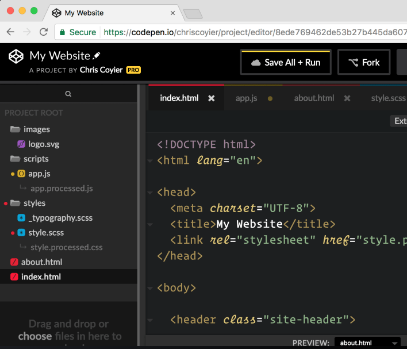 My Website
Secure
https://codepen.io/chriscoyier/project/editor/8ede769462de53b27b445da607
My Website
A PROJECT BY Chris Coyier PRO
Save All + Run
Fork
PROJECT ROOT
images
logo.svg
scripts
app.js
app.processed.js
styles
_typography.scss
style.scss
style.processed.css
about.html
index.html
Drag and drop or
choose files in here to
index.html
app.js
about.html
style.scss
Ext
<!DOCTYPE html>
<html lang="en">
<head>
<meta charset="UTF-8">
<title>My Website</title>
<link rel="stylesheet" href="style.p
</head>
<body>
<header class="site-header">
PREVIEW: about.html